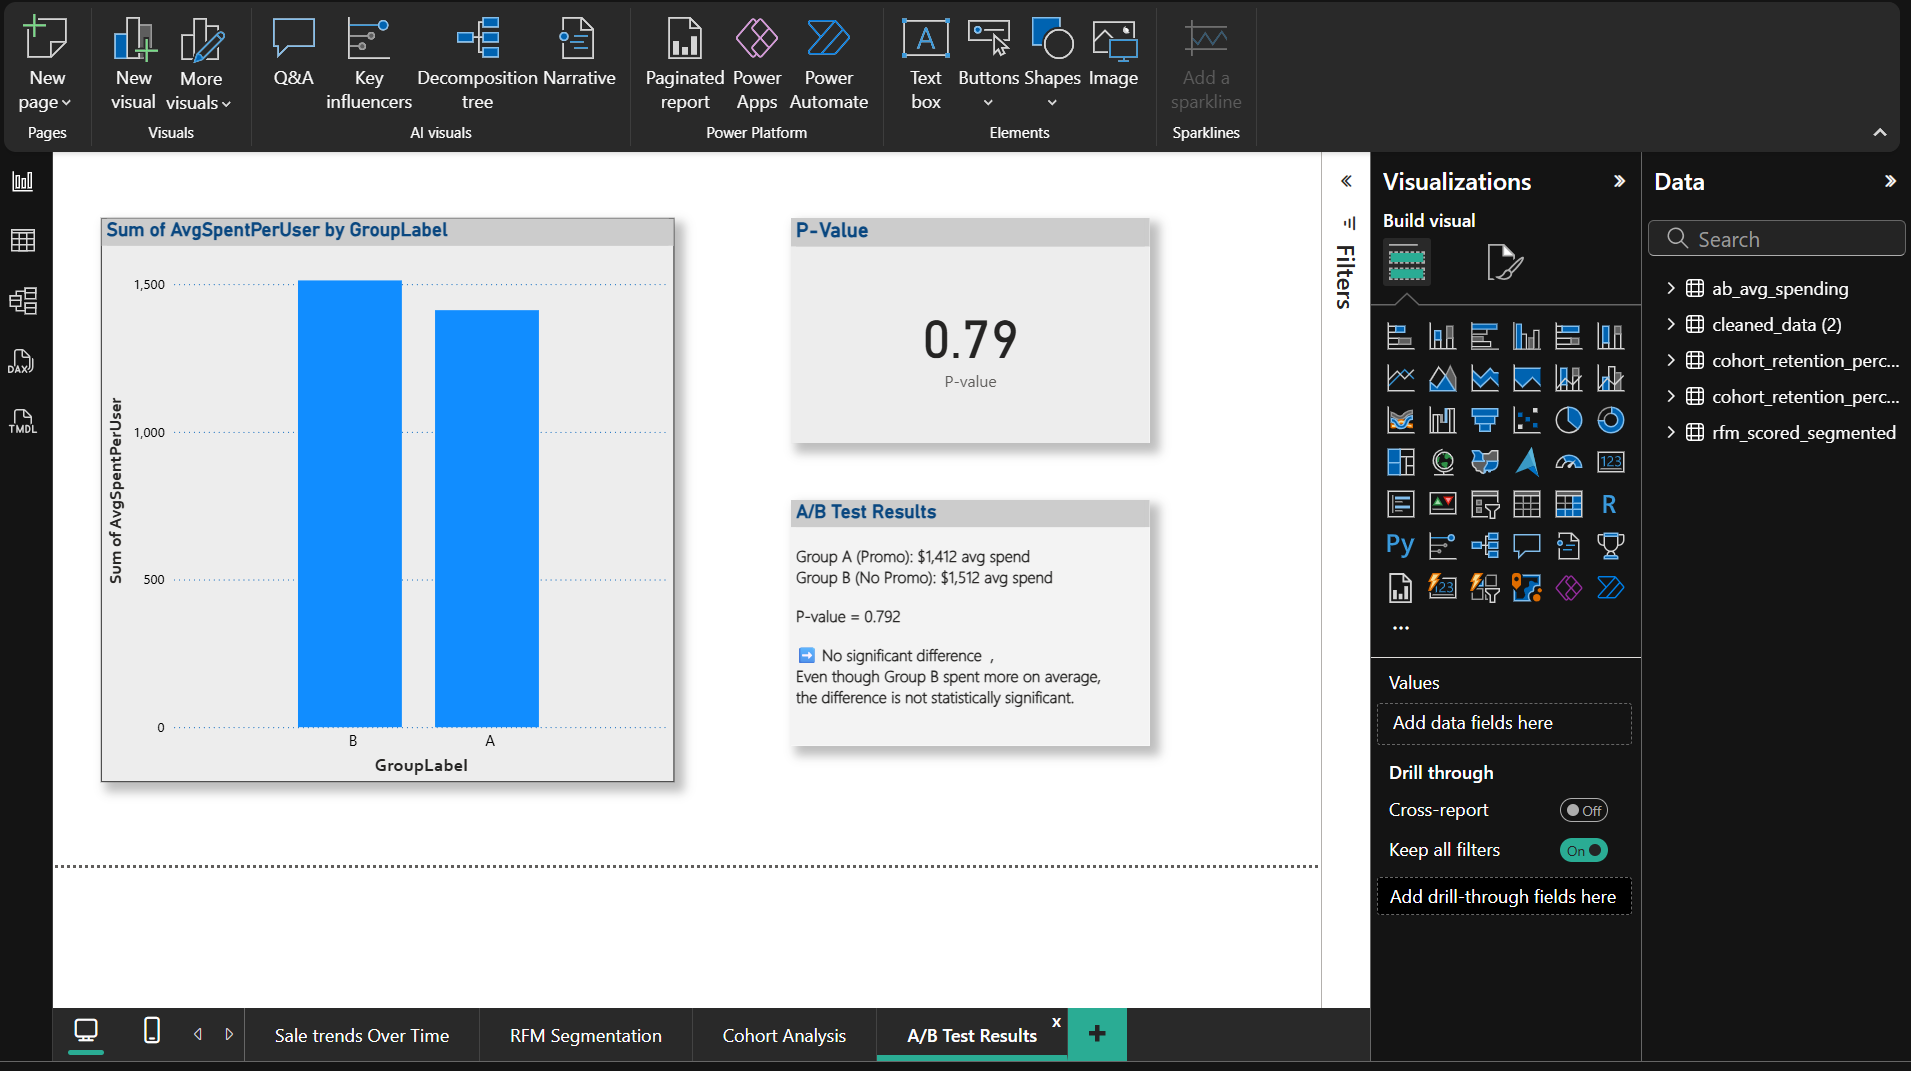 New
page
Pages
New
visual
More
visuals
Visuals
Q&A
Key
influencers
Decomposition
tree
Narrative
AI visuals
Paginated
report
Power
Apps
Power
Automate
Power Platform
A
Text
box
Buttons
Shapes
Image
Elements
Add a
sparkline
Sparklines
DAX
TMDL
Sum of AvgSpentPerUser by GroupLabel
1,500
1,000
500
0
Sum of AvgSpentPerUser
B
A
GroupLabel
P-Value
0.79
P-value
A/B Test Results
Group A (Promo): $1,412 avg spend
Group B (No Promo): $1,512 avg spend
P-value = 0.792
➡️ No significant difference ,
Even though Group B spent more on average,
the difference is not statistically significant.
Filters
Visualizations
Build visual
123
R
Py
123
...
Values
Add data fields here
Drill through
Cross-report
Off
Keep all filters
On
Add drill-through fields here
Data
Search
ab_avg_spending
cleaned_data (2)
cohort_retention_perc...
cohort_retention_perc...
rfm_scored_segmented
Sale trends Over Time
RFM Segmentation
Cohort Analysis
A/B Test Results
x
+